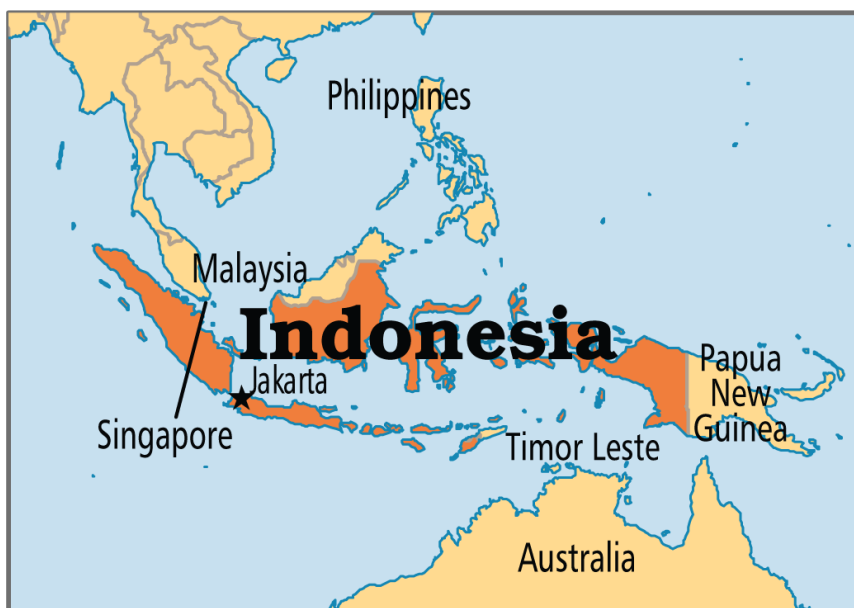 Philippines
Malaysia
Indonesia
Jakarta
Papua
New
Guinea
Singapore
Timor Leste
Australia